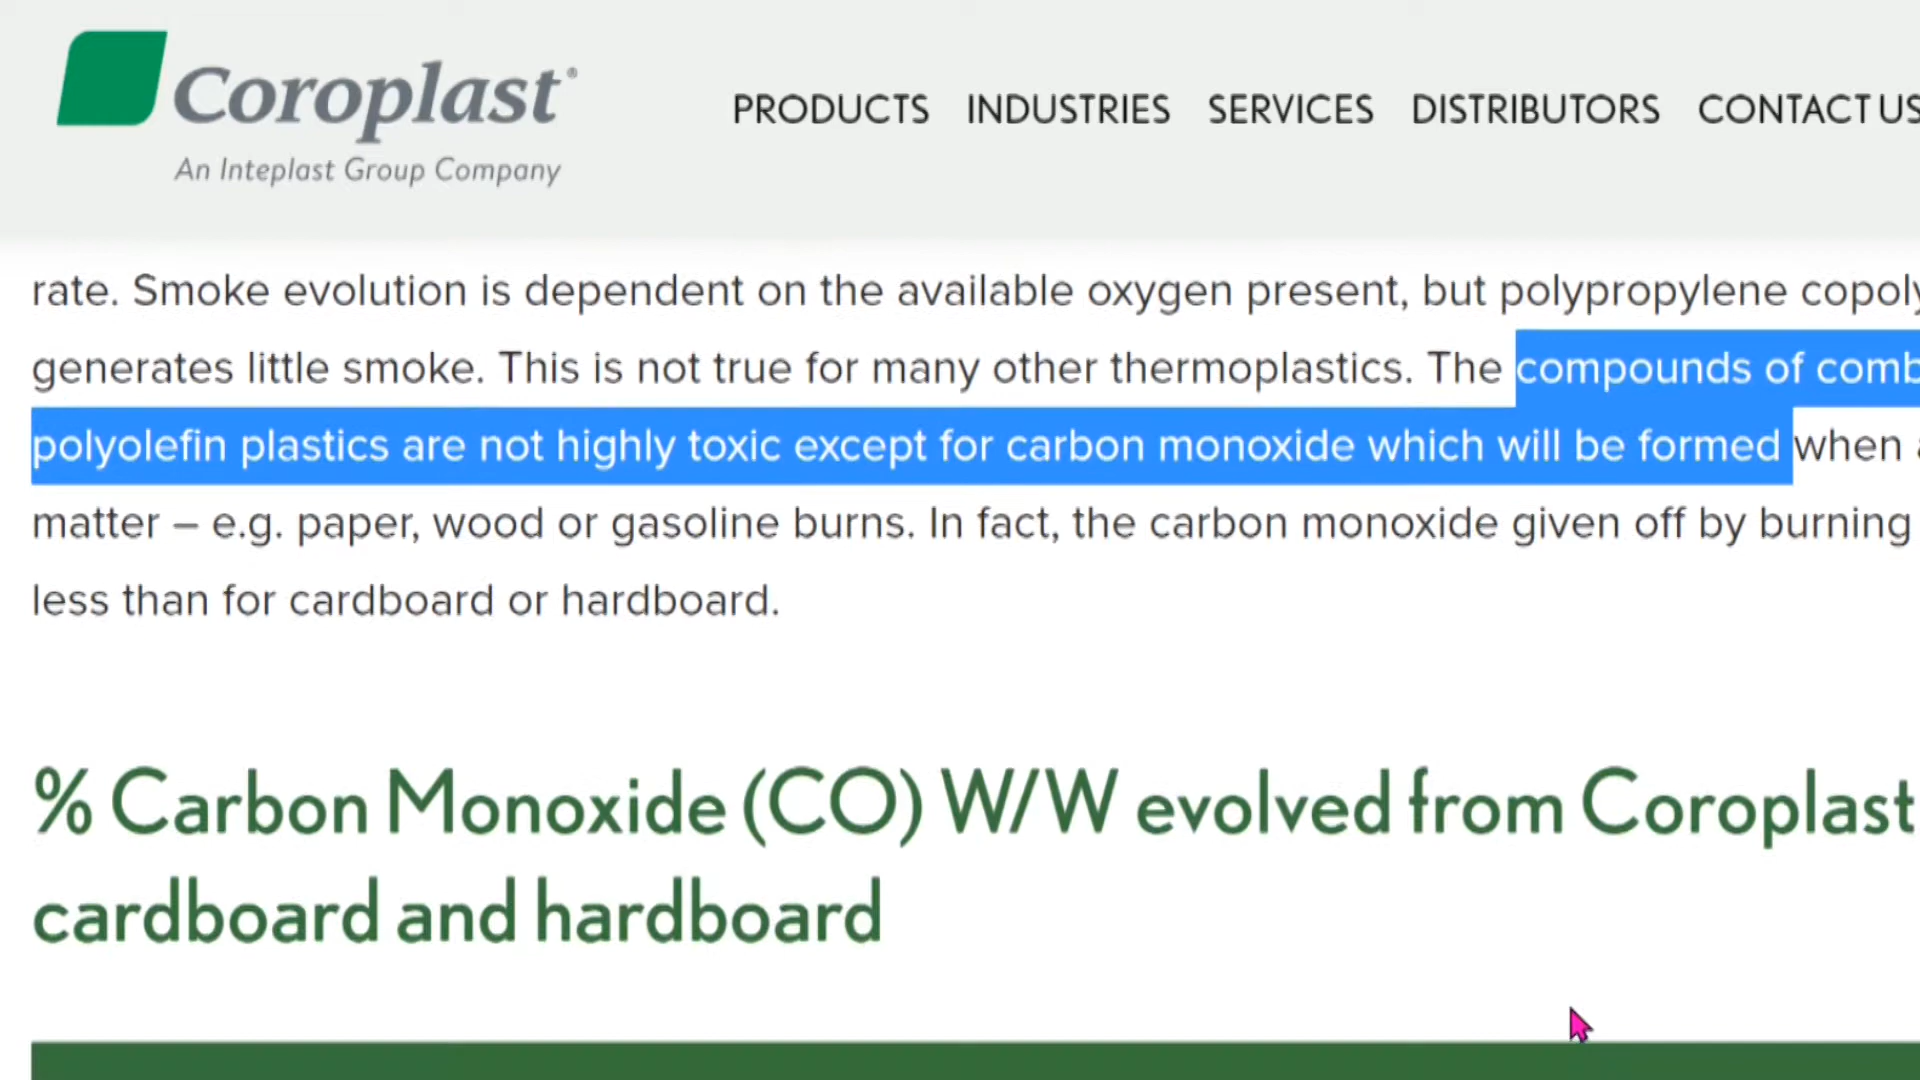 Coroplast®
An Inteplast Group Company
PRODUCTS INDUSTRIES SERVICES DISTRIBUTORS CONTACT US
rate. Smoke evolution is dependent on the available oxygen present, but polypropylene copoly
generates little smoke. This is not true for many other thermoplastics. The compounds of comb
polyolefin plastics are not highly toxic except for carbon monoxide which will be formed when a
matter – e.g. paper, wood or gasoline burns. In fact, the carbon monoxide given off by burning
less than for cardboard or hardboard.
% Carbon Monoxide (CO) W/W evolved from Coroplast
cardboard and hardboard